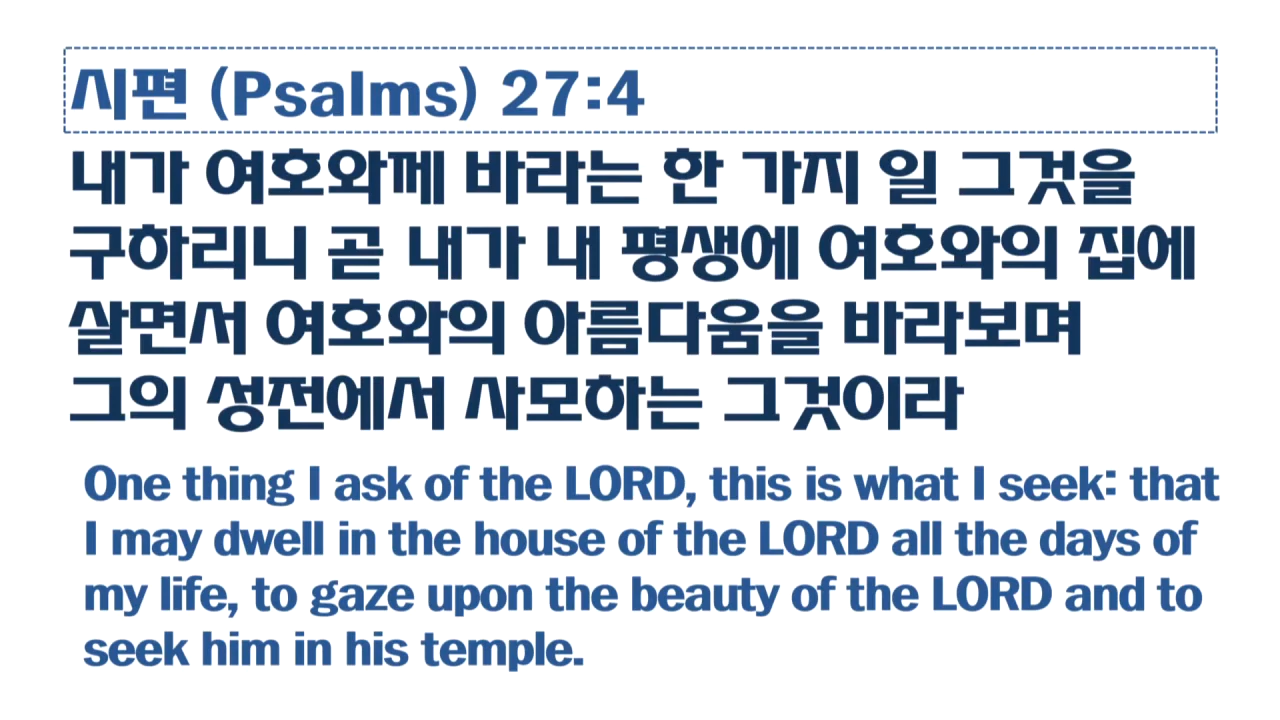 시편 (Psalms) 27:4
내가 여호와께 바라는 한 가지 일 그것을
구하리니 곧 내가 내 평생에 여호와의 집에
살면서 여호와의 아름다움을 바라보며
그의 성전에서 사모하는 그것이라
One thing I ask of the LORD, this is what I seek: that
I may dwell in the house of the LORD all the days of
my life, to gaze upon the beauty of the LORD and to
seek him in his temple.